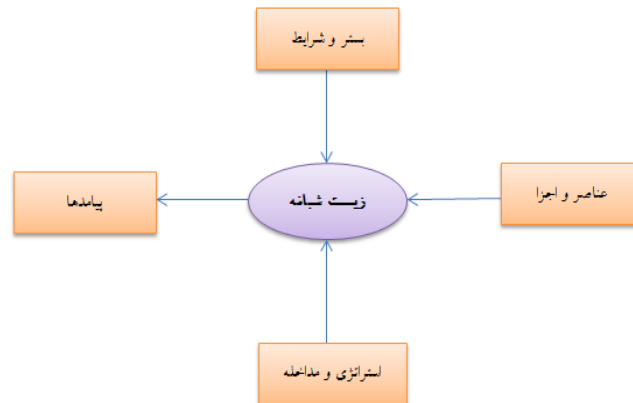 بستر و شرایط
عناصر و اجزا
زیست شبانه
پیامدها
استراتژی و مداخله